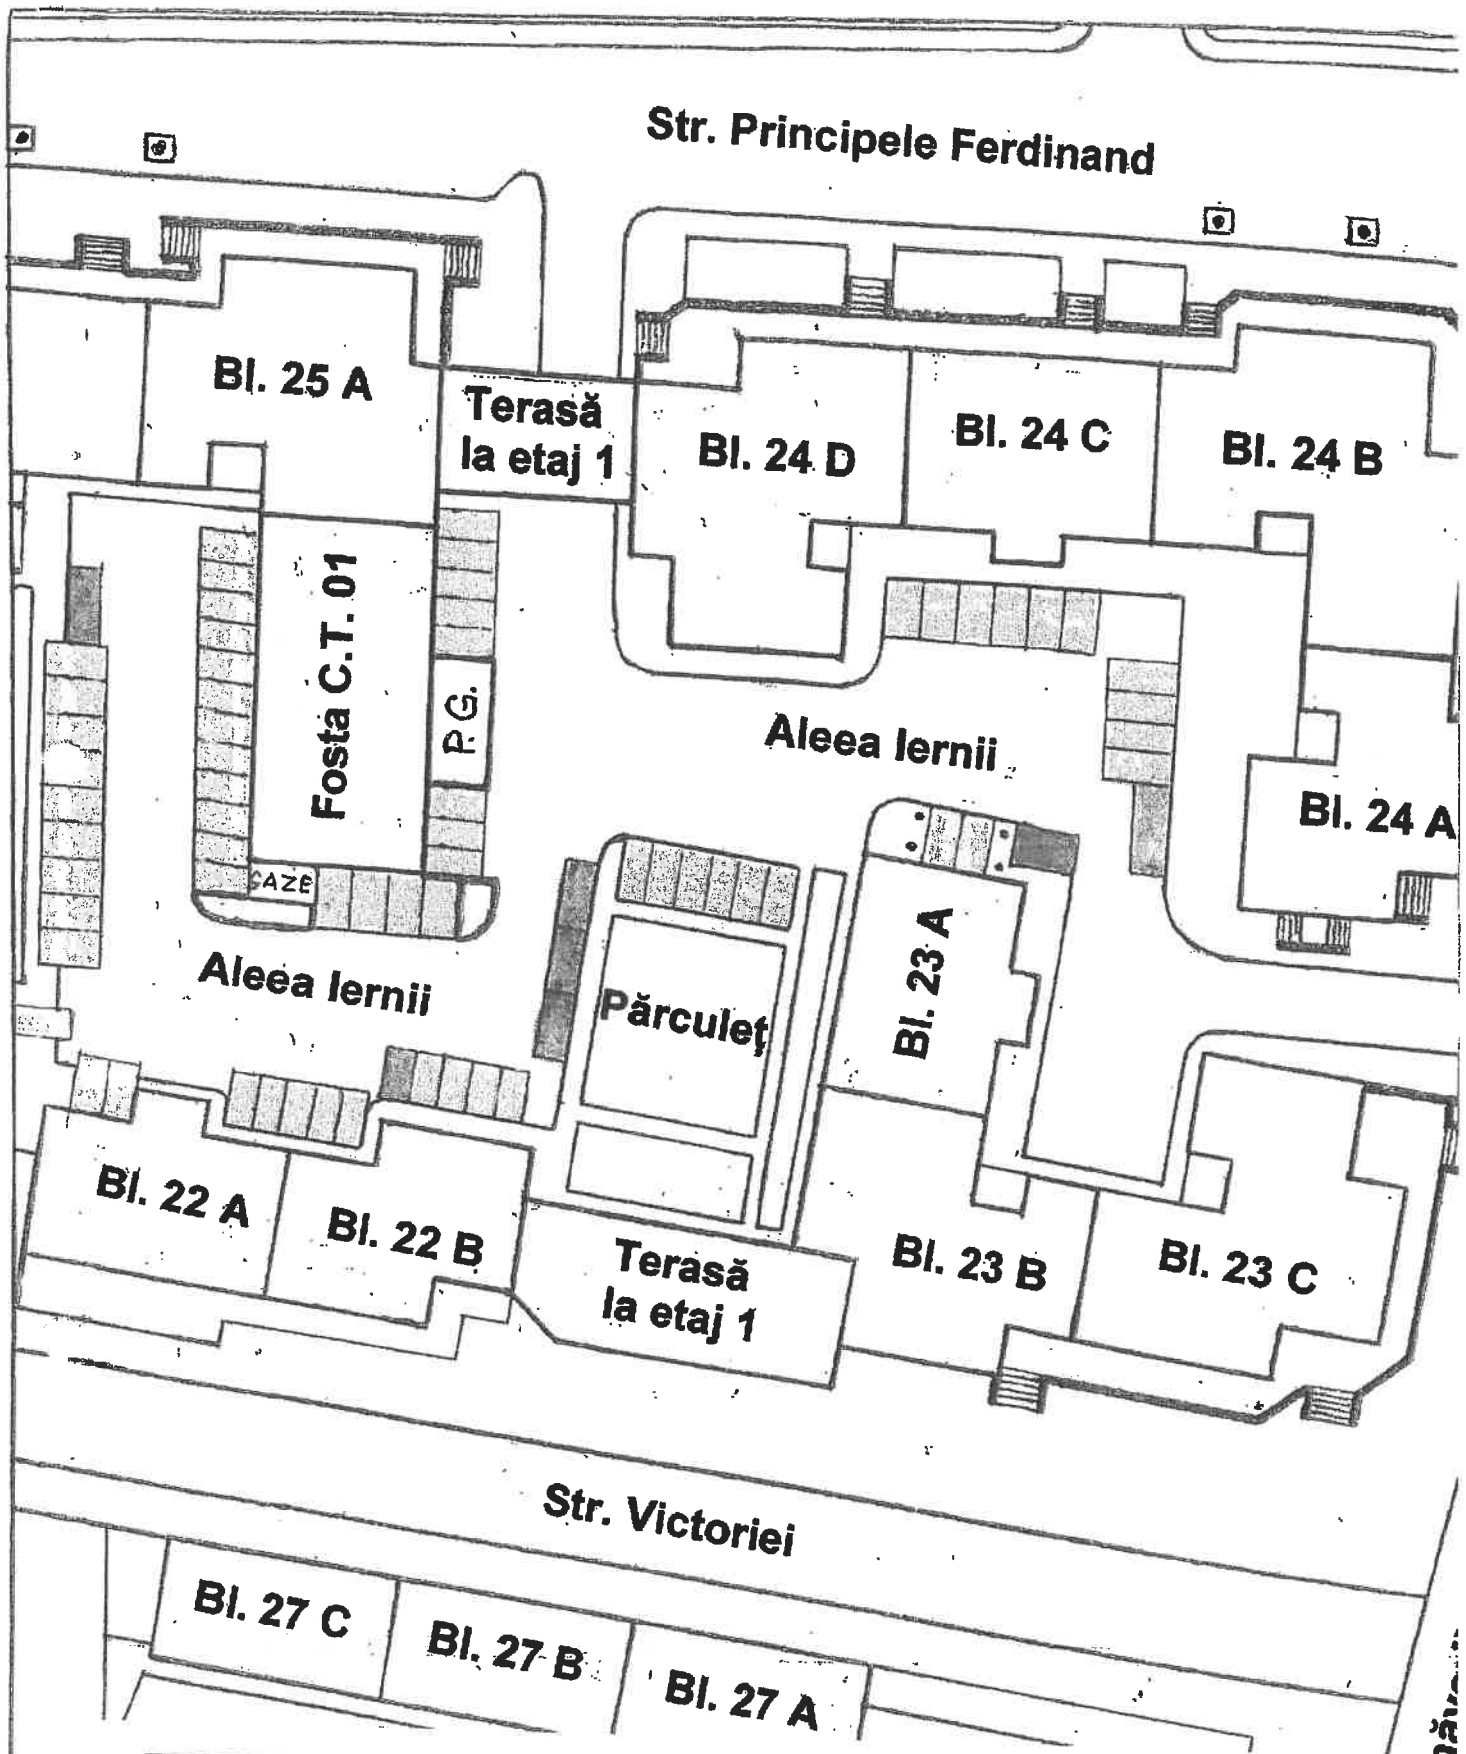 Str. Principele Ferdinand
Bl. 25 A
Terasă
la etaj 1
Bl. 24 D
Bl. 24 C
Bl. 24 B
Fosta C.T. 01
P.G.
Aleea Iernii
Bl. 24 A
GAZE
Bl. 23 A
Aleea Iernii
Părculeț
Bl. 22 A
Bl. 22 B
Terasă
la etaj 1
Bl. 23 B
Bl. 23 C
Str. Victoriei
Bl. 27 C
Bl. 27 B
Bl. 27 A